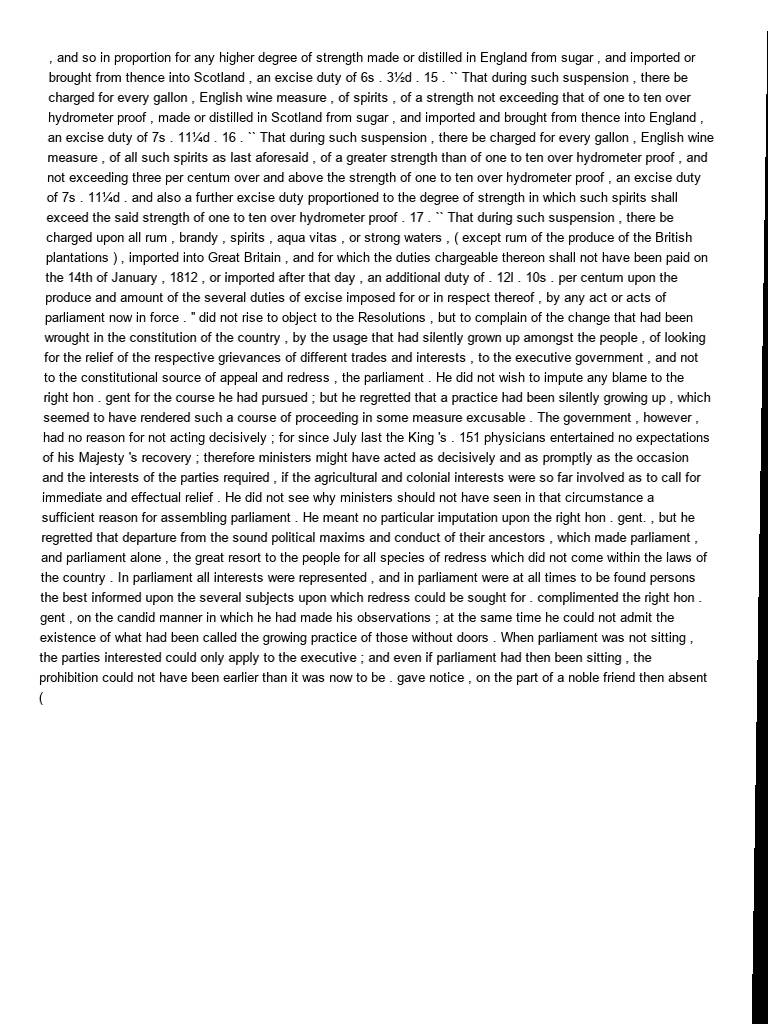 , and so in proportion for any higher degree of strength made or distilled in England from sugar , and imported or
brought from thence into Scotland , an excise duty of 6s . 3½d . 15 . `` That during such suspension , there be
charged for every gallon , English wine measure , of spirits , of a strength not exceeding that of one to ten over
hydrometer proof , made or distilled in Scotland from sugar , and imported and brought from thence into England ,
an excise duty of 7s . 11¼d . 16 . `` That during such suspension , there be charged for every gallon , English wine
measure , of all such spirits as last aforesaid , of a greater strength than of one to ten over hydrometer proof , and
not exceeding three per centum over and above the strength of one to ten over hydrometer proof , an excise duty
of 7s . 11¼d . and also a further excise duty proportioned to the degree of strength in which such spirits shall
exceed the said strength of one to ten over hydrometer proof . 17 . `` That during such suspension , there be
charged upon all rum , brandy , spirits , aqua vitas , or strong waters , ( except rum of the produce of the British
plantations ) , imported into Great Britain , and for which the duties chargeable thereon shall not have been paid on
the 14th of January , 1812 , or imported after that day , an additional duty of . 12l . 10s . per centum upon the
produce and amount of the several duties of excise imposed for or in respect thereof , by any act or acts of
parliament now in force . '' did not rise to object to the Resolutions , but to complain of the change that had been
wrought in the constitution of the country , by the usage that had silently grown up amongst the people , of looking
for the relief of the respective grievances of different trades and interests , to the executive government , and not
to the constitutional source of appeal and redress , the parliament . He did not wish to impute any blame to the
right hon . gent for the course he had pursued ; but he regretted that a practice had been silently growing up , which
seemed to have rendered such a course of proceeding in some measure excusable . The government , however ,
had no reason for not acting decisively ; for since July last the King 's . 151 physicians entertained no expectations
of his Majesty 's recovery ; therefore ministers might have acted as decisively and as promptly as the occasion
and the interests of the parties required , if the agricultural and colonial interests were so far involved as to call for
immediate and effectual relief . He did not see why ministers should not have seen in that circumstance a
sufficient reason for assembling parliament . He meant no particular imputation upon the right hon . gent. , but he
regretted that departure from the sound political maxims and conduct of their ancestors , which made parliament ,
and parliament alone , the great resort to the people for all species of redress which did not come within the laws of
the country . In parliament all interests were represented , and in parliament were at all times to be found persons
the best informed upon the several subjects upon which redress could be sought for . complimented the right hon .
gent , on the candid manner in which he had made his observations ; at the same time he could not admit the
existence of what had been called the growing practice of those without doors . When parliament was not sitting ,
the parties interested could only apply to the executive ; and even if parliament had then been sitting , the
prohibition could not have been earlier than it was now to be . gave notice , on the part of a noble friend then absent
(